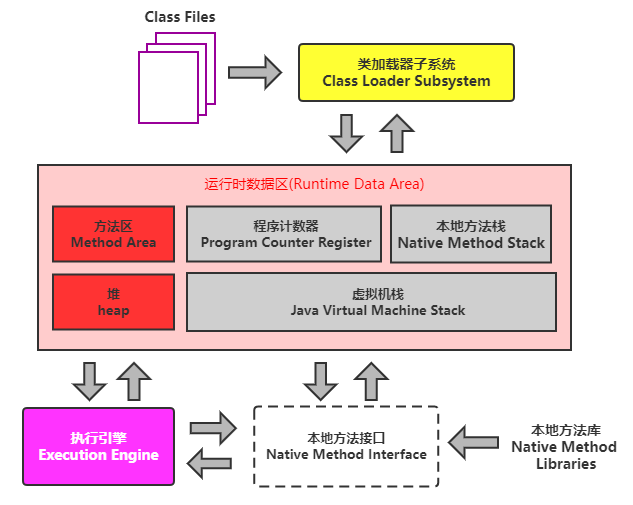 Class Files
类加载器子系统
Class Loader Subsystem
运行时数据区(Runtime Data Area)
方法区
Method Area
程序计数器
Program Counter Register
本地方法栈
Native Method Stack
堆
heap
虚拟机栈
Java Virtual Machine Stack
执行引擎
Execution Engine
本地方法接口
Native Method Interface
本地方法库
Native Method
Libraries